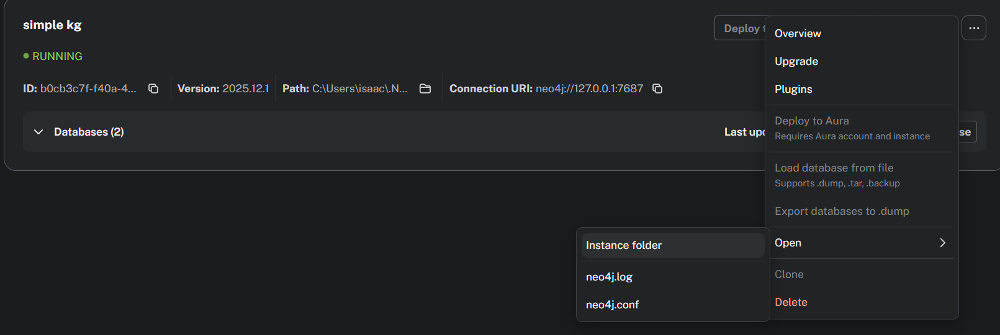 simple kg
Deploy
Overview
RUNNING
Upgrade
ID: b0cb3c7f-f40a-4... Version: 2025.12.1 Path: C:\Users\isaac\.N... Connection URI: neo4j://127.0.0.1:7687
Plugins
Deploy to Aura
Requires Aura account and instance
Databases (2)
Last
se
Load database from file
Supports .dump, .tar, .backup
Export databases to .dump
Open
Instance folder
neo4j.log
neo4j.conf
Clone
Delete